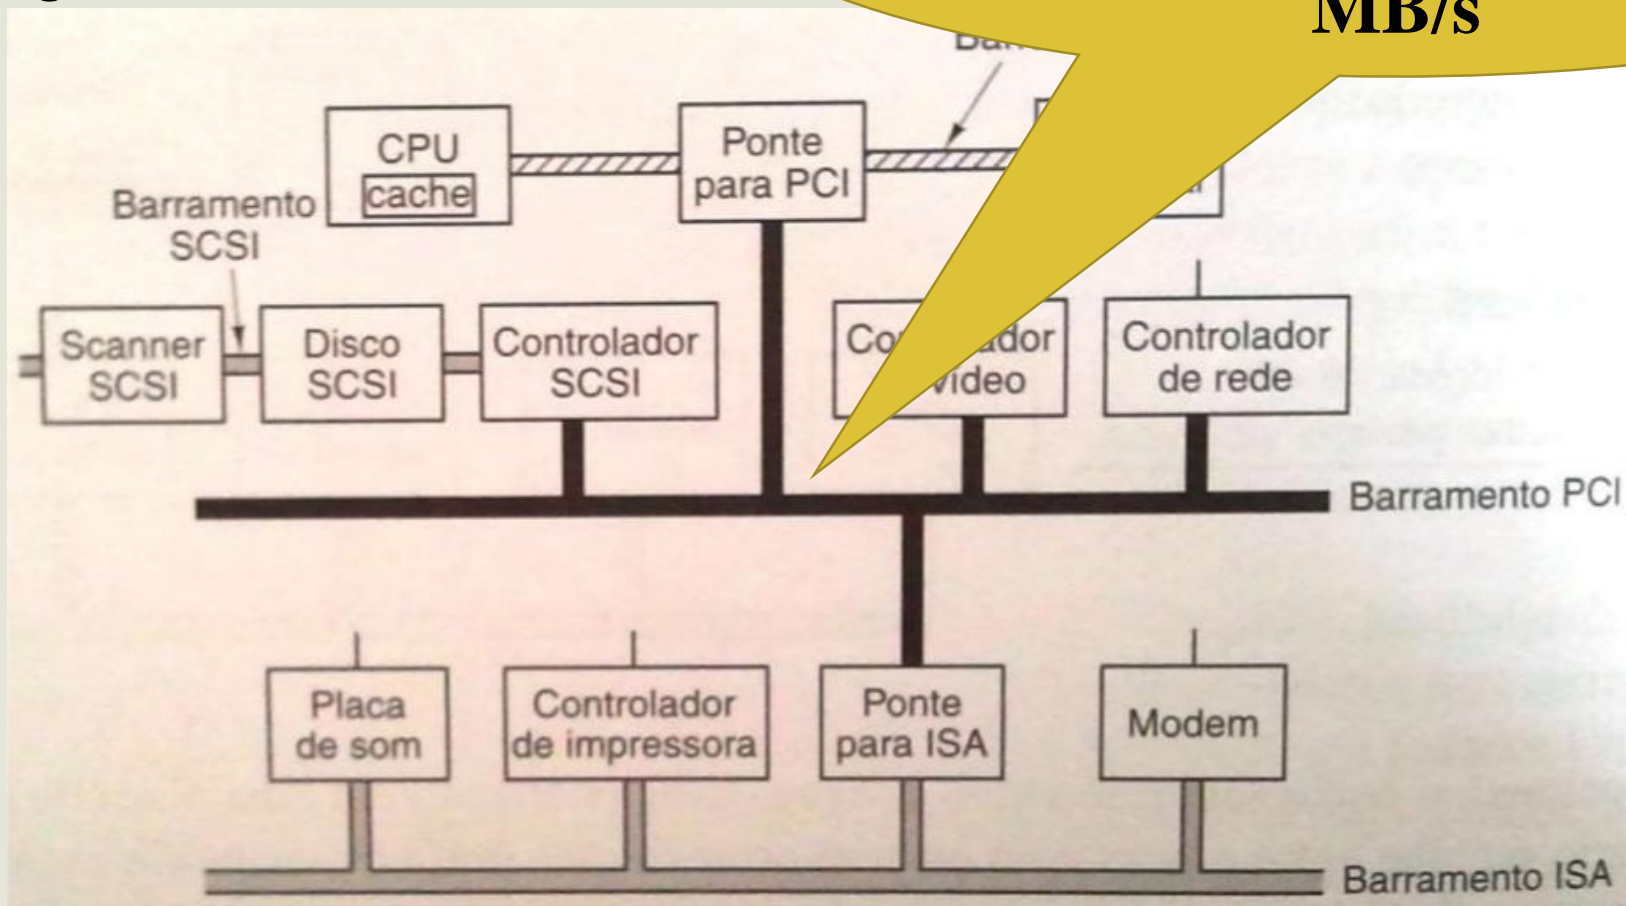 MB/s
CPU
cache
Ponte
para PCI
Barramento
SCSI
Scanner
SCSI
Disco
SCSI
Controlador
SCSI
vídeo
Controlador
de rede
Barramento PCI
Placa
de som
Controlador
de impressora
Ponte
para ISA
Modem
Barramento ISA